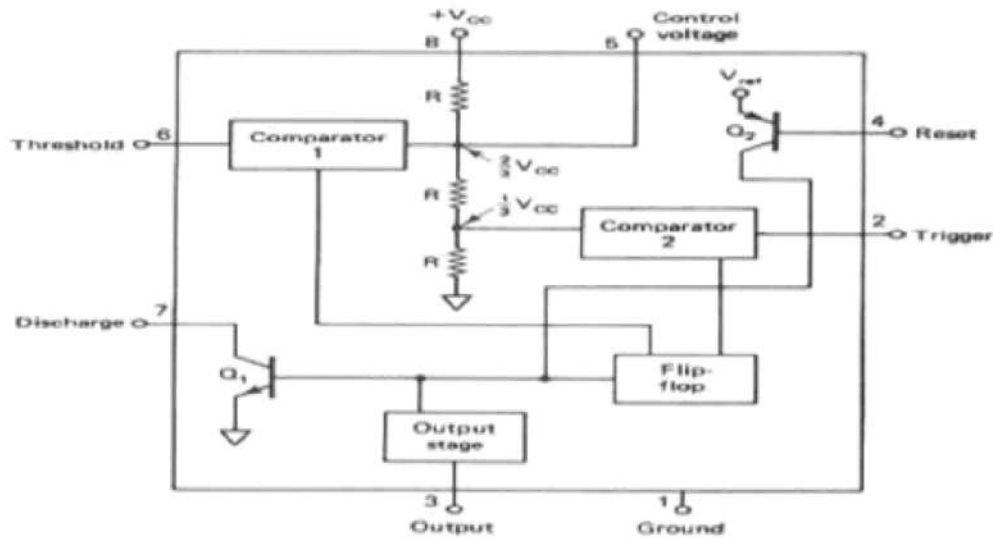 +VCC
8
Control
voltage
5
R
Vref
Q2
4
Reset
Threshold
6
Comparator
1
2/3 VCC
R
1/3 VCC
Comparator
2
2
Trigger
R
Discharge
7
Q1
Flip-
flop
Output
stage
3
Output
1
Ground